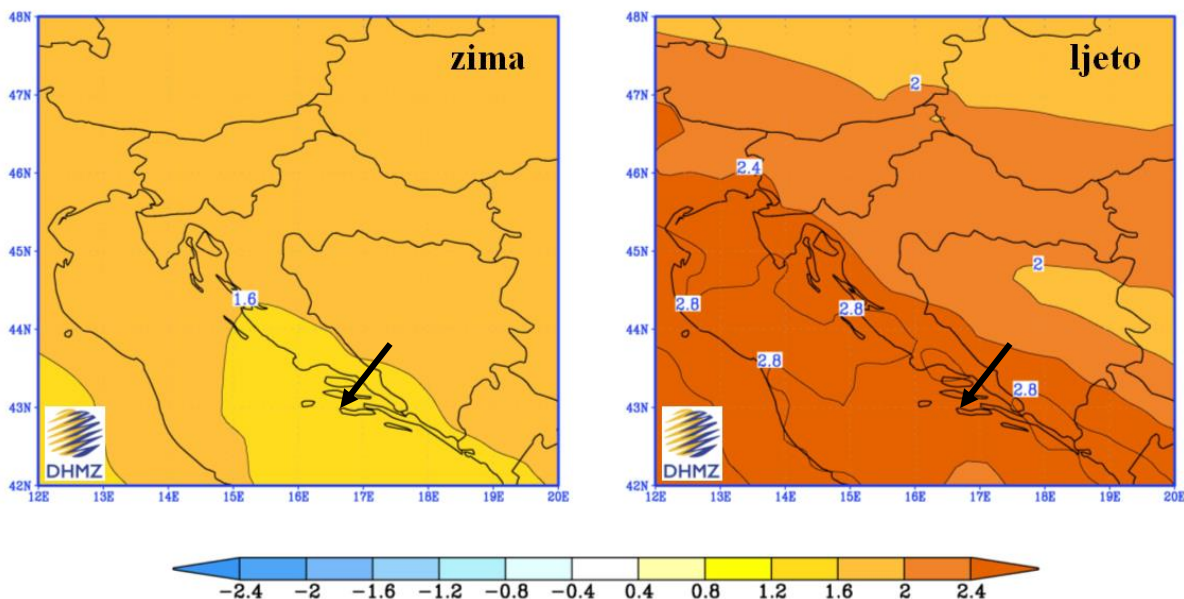 zima
48N
47N
46N
45N
44N
43N
42N
1.6
DHMZ
12E 13E 14E 15E 16E 17E 18E 19E 20E
ljeto
48N
47N
46N
45N
44N
43N
42N
2
2.4
2
2.8
2.8
2.8
2.8
DHMZ
12E 13E 14E 15E 16E 17E 18E 19E 20E
−2.4 −2 −1.6 −1.2 −0.8 −0.4 0.4 0.8 1.2 1.6 2 2.4